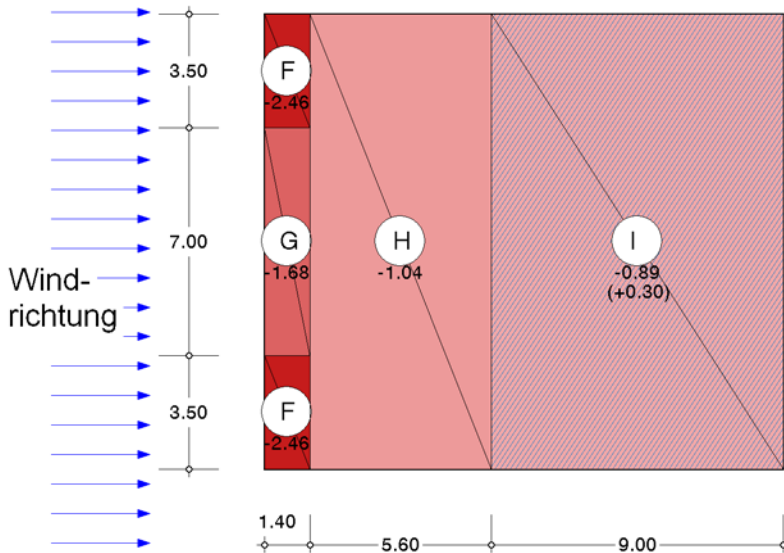 3.50
F
-2.46
7.00
G
-1.68
H
-1.04
I
-0.89
(+0.30)
Wind-
richtung
3.50
F
-2.46
1.40
5.60
9.00